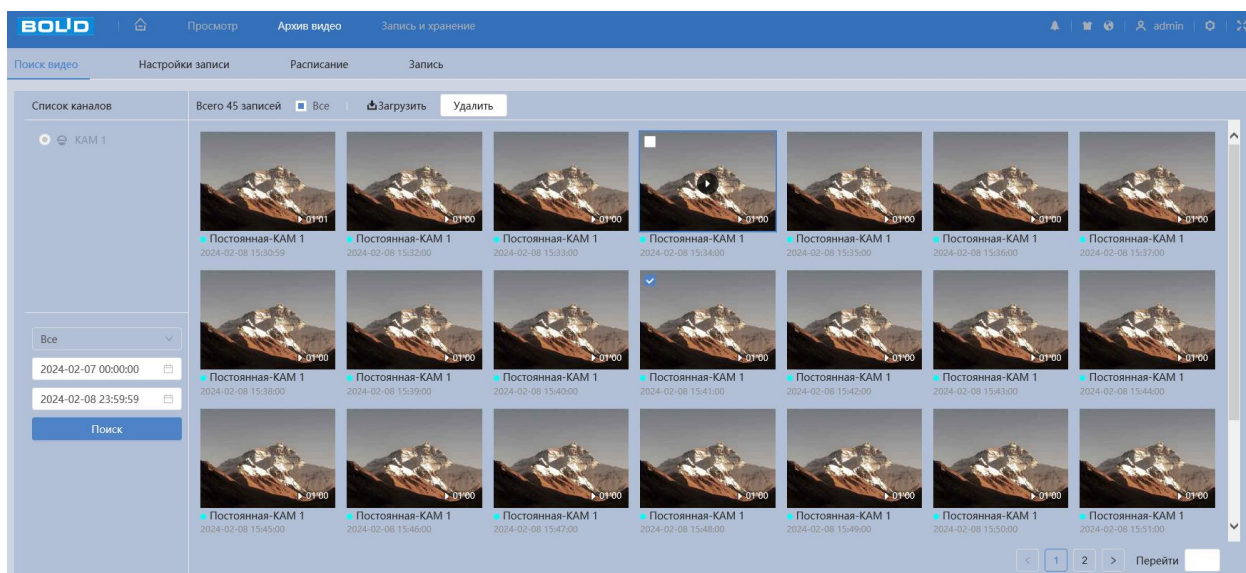 BOLID Просмотр Архив видео Запись и хранение admin
Поиск видео Настройки записи Расписание Запись
Список каналов Всего 45 записей Все Загрузить Удалить
КАМ 1
01'01 01'00 01'00 01'00 01'00 01'00 01'00
Постоянная-КАМ 1 Постоянная-КАМ 1 Постоянная-КАМ 1 Постоянная-КАМ 1 Постоянная-КАМ 1 Постоянная-КАМ 1 Постоянная-КАМ 1
2024-02-08 15:30:59 2024-02-08 15:32:00 2024-02-08 15:33:00 2024-02-08 15:34:00 2024-02-08 15:35:00 2024-02-08 15:36:00 2024-02-08 15:37:00
Все
2024-02-07 00:00:00
2024-02-08 23:59:59
Поиск
01'00 01'00 01'00 01'00 01'00 01'00 01'00
Постоянная-КАМ 1 Постоянная-КАМ 1 Постоянная-КАМ 1 Постоянная-КАМ 1 Постоянная-КАМ 1 Постоянная-КАМ 1 Постоянная-КАМ 1
2024-02-08 15:38:00 2024-02-08 15:39:00 2024-02-08 15:40:00 2024-02-08 15:41:00 2024-02-08 15:42:00 2024-02-08 15:43:00 2024-02-08 15:44:00
01'00 01'00 01'00 01'00 01'00 01'00 01'00
Постоянная-КАМ 1 Постоянная-КАМ 1 Постоянная-КАМ 1 Постоянная-КАМ 1 Постоянная-КАМ 1 Постоянная-КАМ 1 Постоянная-КАМ 1
2024-02-08 15:45:00 2024-02-08 15:46:00 2024-02-08 15:47:00 2024-02-08 15:48:00 2024-02-08 15:49:00 2024-02-08 15:50:00 2024-02-08 15:51:00
< 1 2 > Перейти